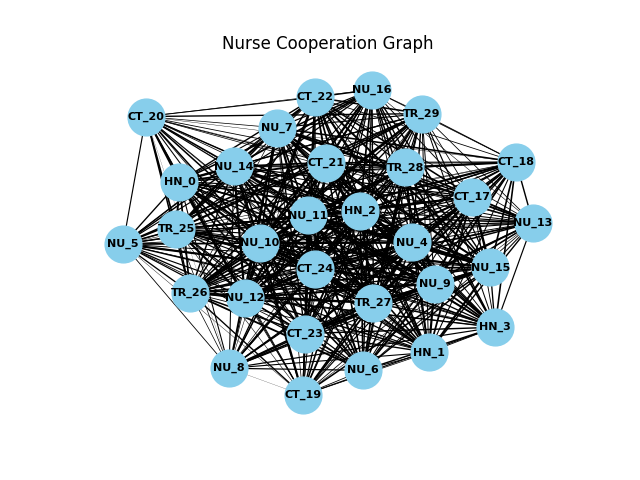 Nurse Cooperation Graph
NU_16
CT_22
TR_29
CT_20
NU_7
CT_21
CT_18
NU_14
TR_28
HN_0
CT_17
HN_2
NU_11
NU_13
TR_25
NU_5
NU_10
NU_4
CT_24
NU_15
NU_9
TR_26
NU_12
TR_27
HN_3
CT_23
HN_1
NU_8
NU_6
CT_19